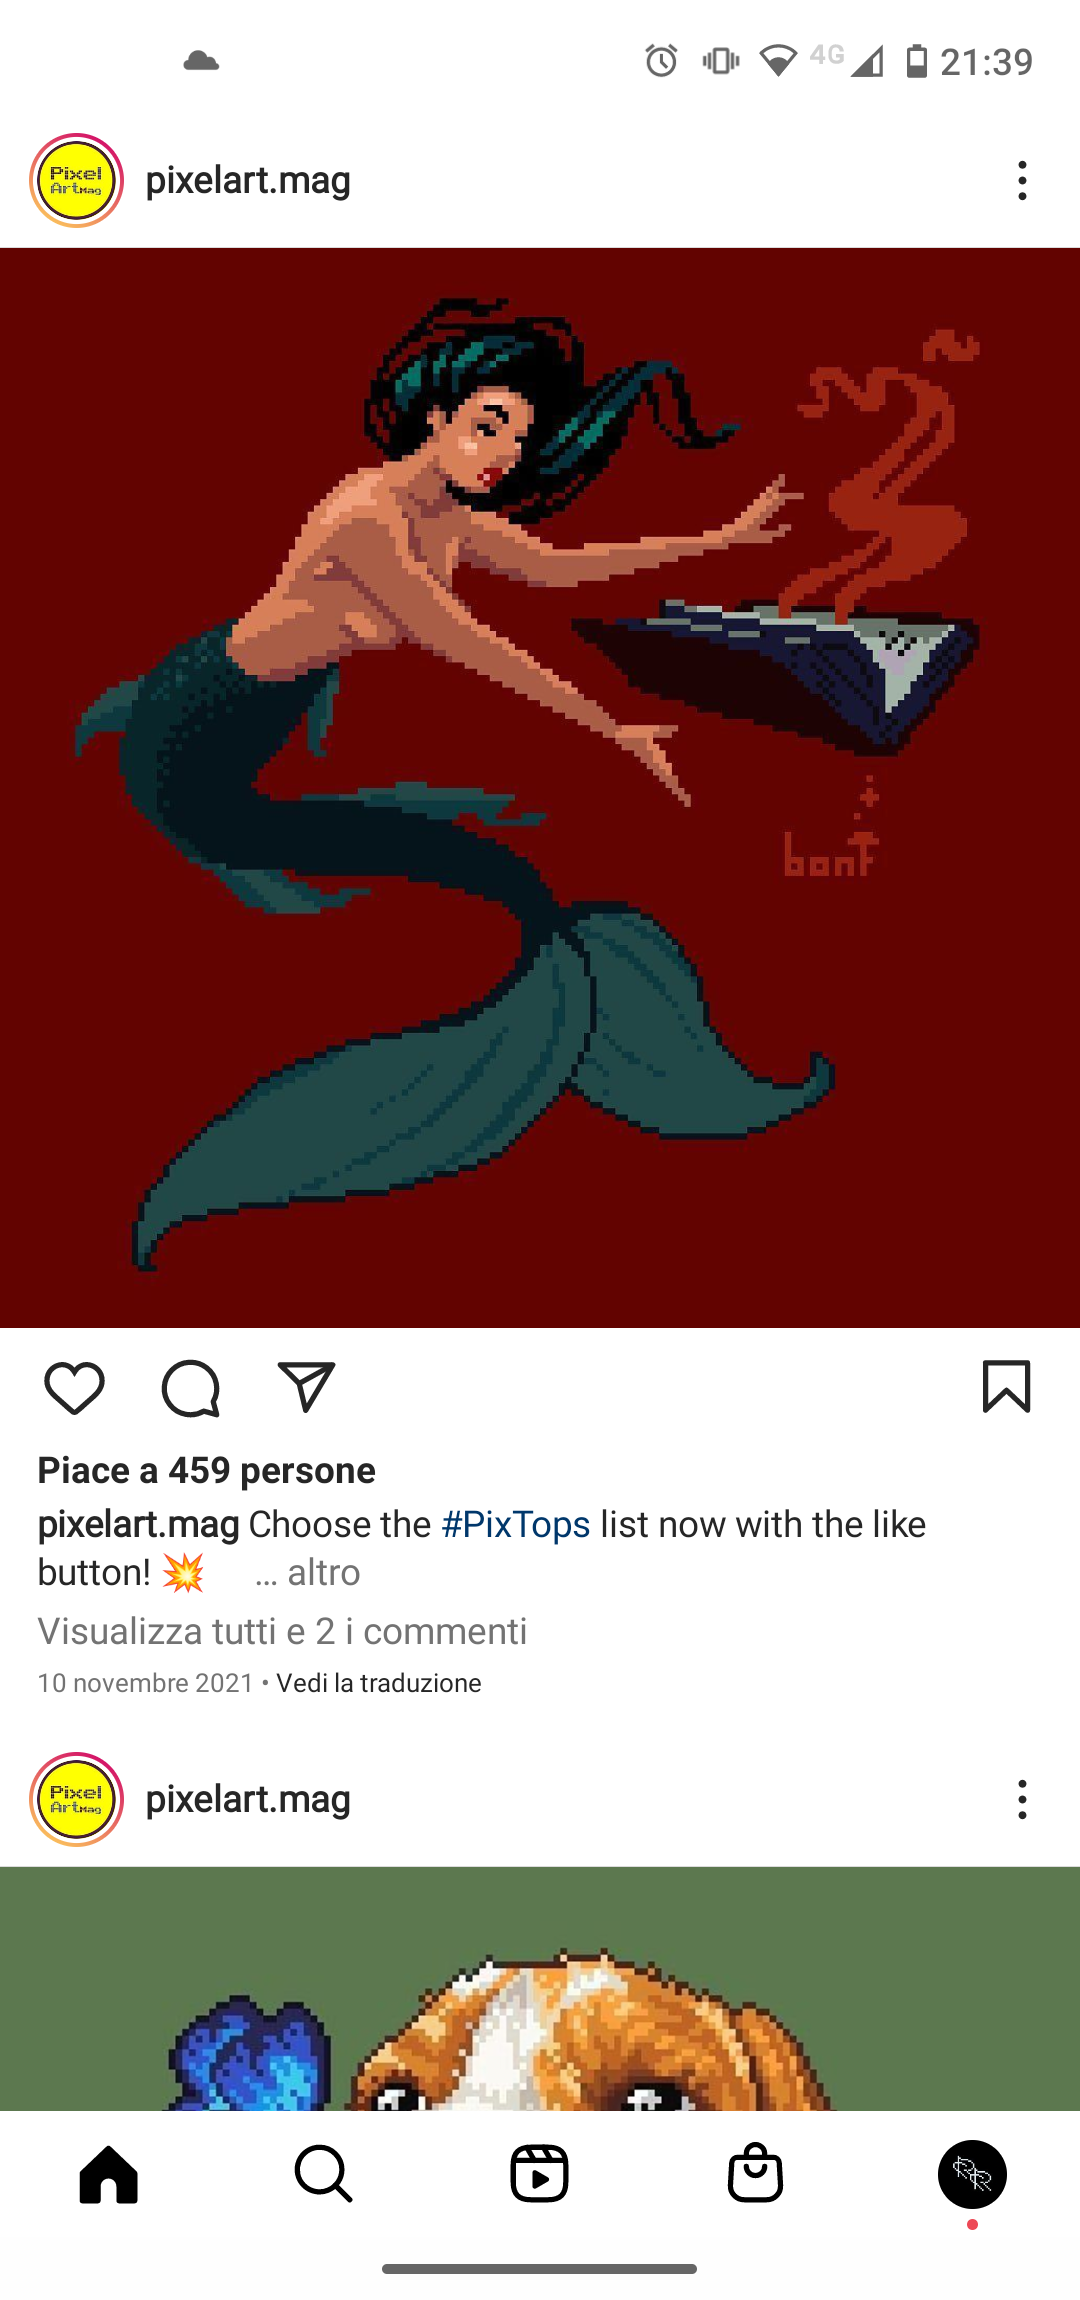 4G 21:39
Pixel
ArtMag
pixelart.mag
bant
Piace a 459 persone
pixelart.mag Choose the #PixTops list now with the like
button! 💥 ... altro
Visualizza tutti e 2 i commenti
10 novembre 2021 • Vedi la traduzione
Pixel
ArtMag
pixelart.mag